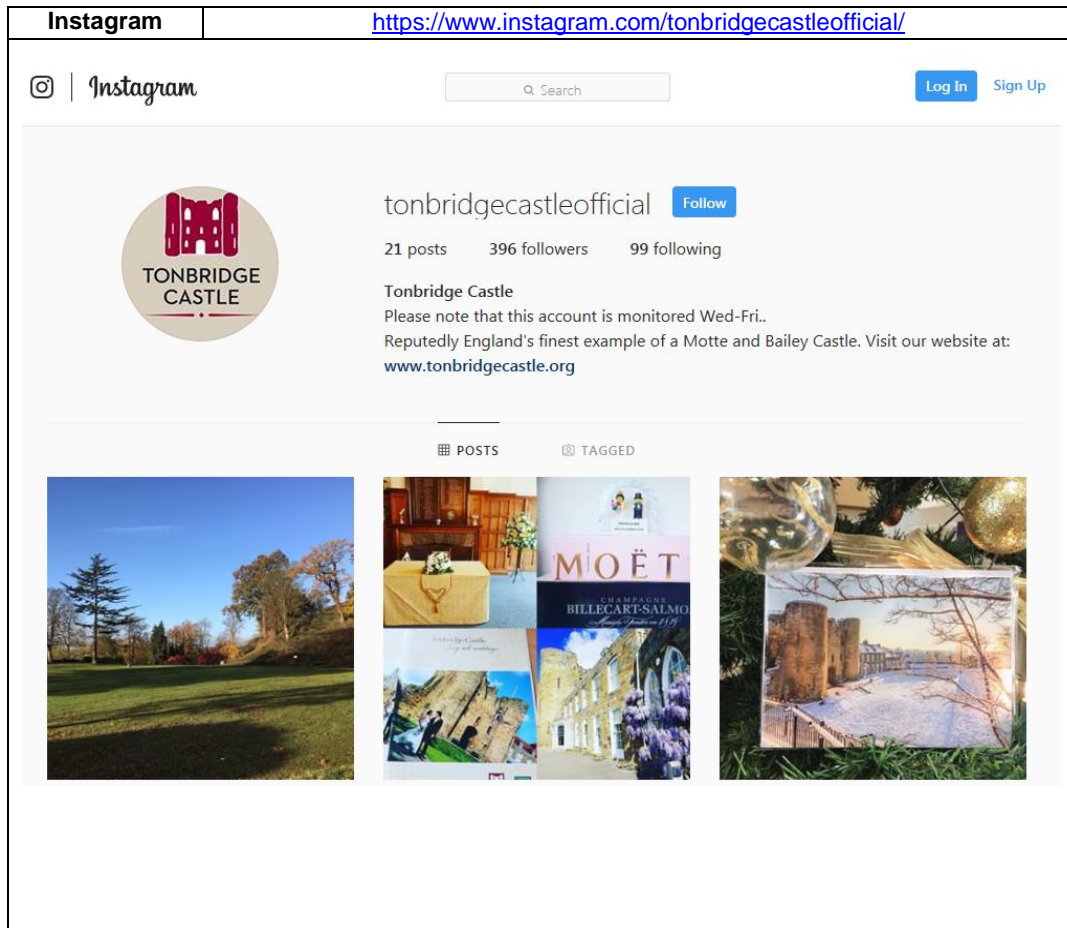 Instagram https://www.instagram.com/tonbridgecastleofficial/
Instagram
Search
Log In Sign Up
TONBRIDGE
CASTLE
tonbridgecastleofficial Follow
21 posts 396 followers 99 following
Tonbridge Castle
Please note that this account is monitored Wed-Fri..
Reputedly England's finest example of a Motte and Bailey Castle. Visit our website at:
www.tonbridgecastle.org
POSTS TAGGED
MOËT
CHAMPAGNE
BILLECART-SALMO
Tonbridge Castle